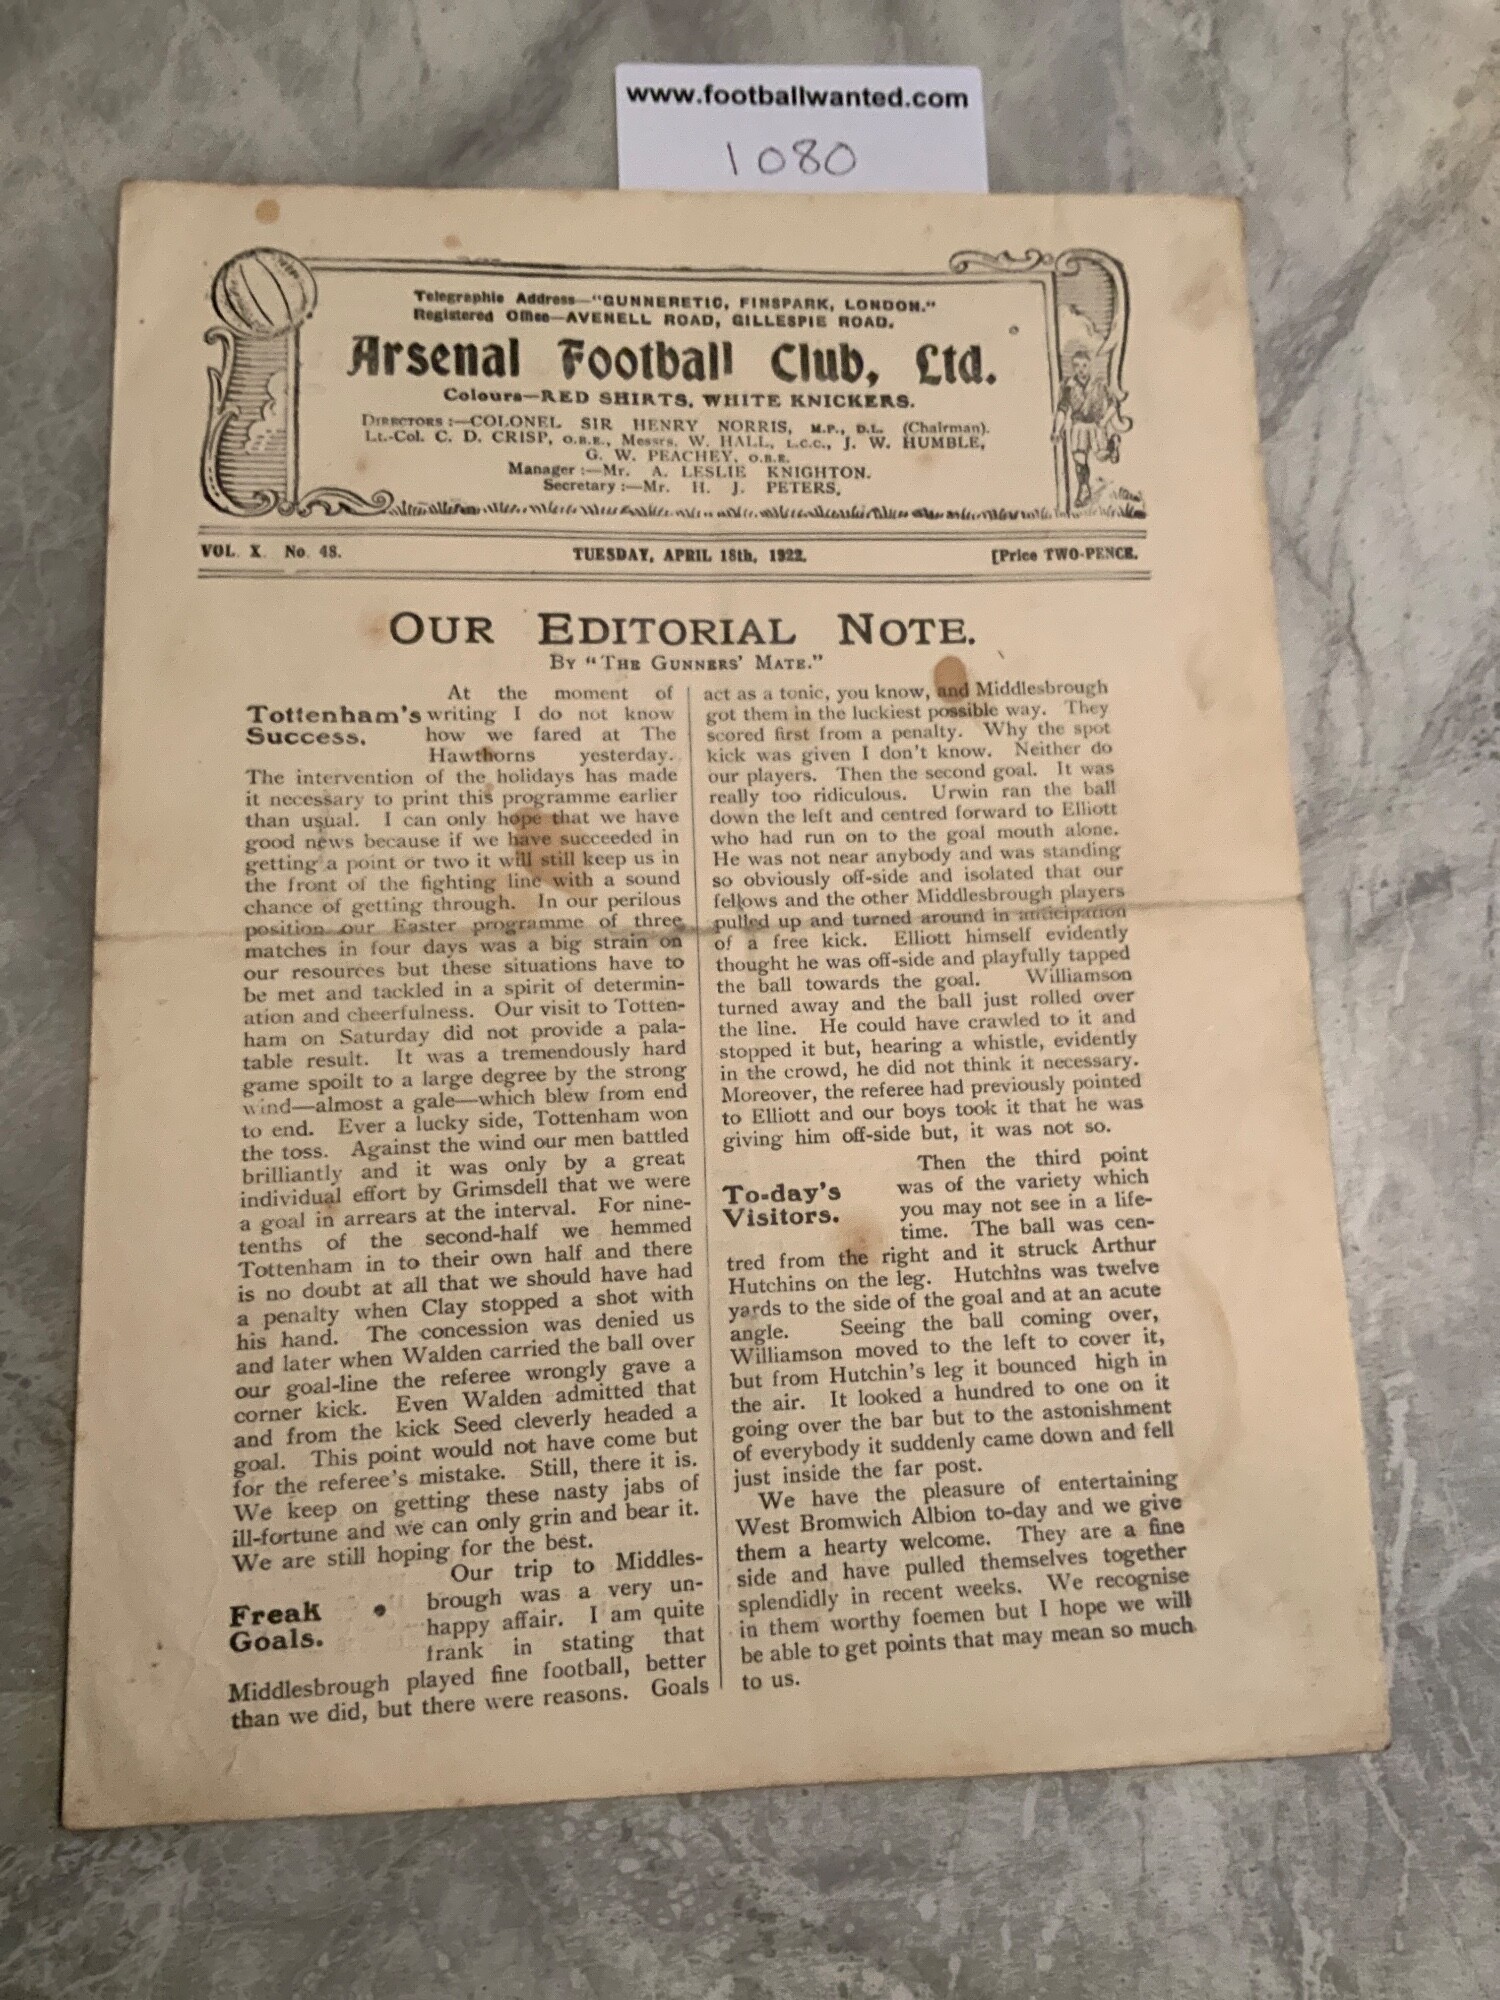 www.footballwanted.com
1080
Telegraphic Address—"GUNNERETIC, FINSPARK, LONDON."
Registered Office—AVENELL ROAD, GILLESPIE ROAD.
Arsenal Football Club, Ltd.
Colours—RED SHIRTS, WHITE KNICKERS.
DIRECTORS:—COLONEL SIR HENRY NORRIS, M.P., D.L. (Chairman).
Lt.-Col. C. D. CRISP, O.B.E., Messrs. W. HALL, L.C.C., J. W. HUMBLE,
G. W. PEACHEY, O.B.E.
Manager:—Mr. A. LESLIE KNIGHTON.
Secretary:—Mr. H. J. PETERS.
VOL. X. No. 48. TUESDAY, APRIL 18th, 1922. [Price TWO-PENCE.
OUR EDITORIAL NOTE.
BY "THE GUNNERS' MATE."
Tottenham's
Success.
At the moment of
writing I do not know
how we fared at The
Hawthorns yesterday.
The intervention of the holidays has made
it necessary to print this programme earlier
than usual. I can only hope that we have
good news because if we have succeeded in
getting a point or two it will still keep us in
the front of the fighting line with a sound
chance of getting through. In our perilous
position our Easter programme of three
matches in four days was a big strain on
our resources but these situations have to
be met and tackled in a spirit of determin-
ation and cheerfulness. Our visit to Totten-
ham on Saturday did not provide a pala-
table result. It was a tremendously hard
game spoilt to a large degree by the strong
wind—almost a gale—which blew from end
to end. Ever a lucky side, Tottenham won
the toss. Against the wind our men battled
brilliantly and it was only by a great
individual effort by Grimsdell that we were
a goal in arrears at the interval. For nine-
tenths of the second-half we hemmed
Tottenham in to their own half and there
is no doubt at all that we should have had
a penalty when Clay stopped a shot with
his hand. The concession was denied us
and later when Walden carried the ball over
our goal-line the referee wrongly gave a
corner kick. Even Walden admitted that
and from the kick Seed cleverly headed a
goal. This point would not have come but
for the referee's mistake. Still, there it is.
We keep on getting these nasty jabs of
ill-fortune and we can only grin and bear it.
We are still hoping for the best.
Freak
Goals.
Our trip to Middles-
brough was a very un-
happy affair. I am quite
frank in stating that
Middlesbrough played fine football, better
than we did, but there were reasons. Goals
act as a tonic, you know, and Middlesbrough
got them in the luckiest possible way. They
scored first from a penalty. Why the spot
kick was given I don't know. Neither do
our players. Then the second goal. It was
really too ridiculous. Urwin ran the ball
down the left and centred forward to Elliott
who had run on to the goal mouth alone.
He was not near anybody and was standing
so obviously off-side and isolated that our
fellows and the other Middlesbrough players
pulled up and turned around in anticipation
of a free kick. Elliott himself evidently
thought he was off-side and playfully tapped
the ball towards the goal. Williamson
turned away and the ball just rolled over
the line. He could have crawled to it and
stopped it but, hearing a whistle, evidently
in the crowd, he did not think it necessary.
Moreover, the referee had previously pointed
to Elliott and our boys took it that he was
giving him off-side but, it was not so.
To-day's
Visitors.
Then the third point
was of the variety which
you may not see in a life-
time. The ball was cen-
tred from the right and it struck Arthur
Hutchins on the leg. Hutchins was twelve
yards to the side of the goal and at an acute
angle. Seeing the ball coming over,
Williamson moved to the left to cover it,
but from Hutchin's leg it bounced high in
the air. It looked a hundred to one on it
going over the bar but to the astonishment
of everybody it suddenly came down and fell
just inside the far post.
We have the pleasure of entertaining
West Bromwich Albion to-day and we give
them a hearty welcome. They are a fine
side and have pulled themselves together
splendidly in recent weeks. We recognise
in them worthy foemen but I hope we will
be able to get points that may mean so much
to us.